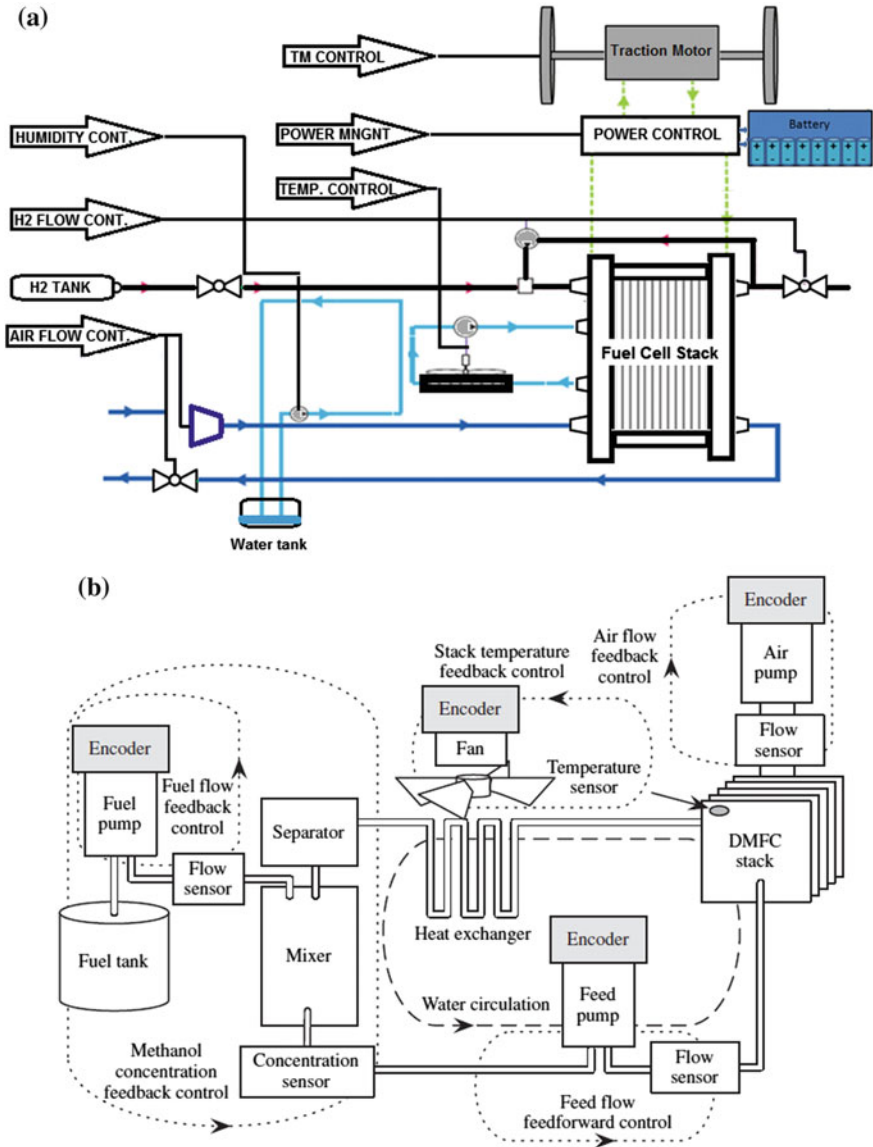 (a)
TM CONTROL
Traction Motor
HUMIDITY CONT.
POWER MNGNT
POWER CONTROL
Battery
TEMP. CONTROL
H2 FLOW CONT.
H2 TANK
AIR FLOW CONT.
Fuel Cell Stack
Water tank
(b)
Encoder
Air
pump
Flow
sensor
Air flow
feedback
control
Stack temperature
feedback control
Encoder
Fan
Temperature
sensor
Encoder
Fuel
pump
Fuel flow
feedback
control
Flow
sensor
Separator
DMFC
stack
Fuel tank
Mixer
Heat exchanger
Encoder
Feed
pump
Water circulation
Methanol
concentration
feedback control
Concentration
sensor
Flow
sensor
Feed flow
feedforward control